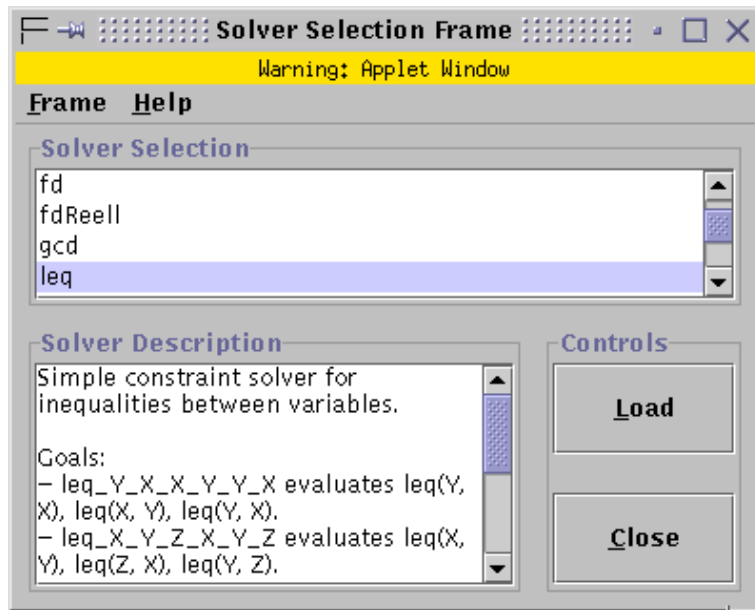 Solver Selection Frame
Warning: Applet Window
Frame Help
Solver Selection
fd
fdReell
gcd
leq
Solver Description
Simple constraint solver for
inequalities between variables.
Goals:
– leq_Y_X_X_Y_Y_X evaluates leq(Y,
X), leq(X, Y), leq(Y, X).
– leq_X_Y_Z_X_Y_Z evaluates leq(X,
Y), leq(Z, X), leq(Y, Z).
Controls
Load
Close